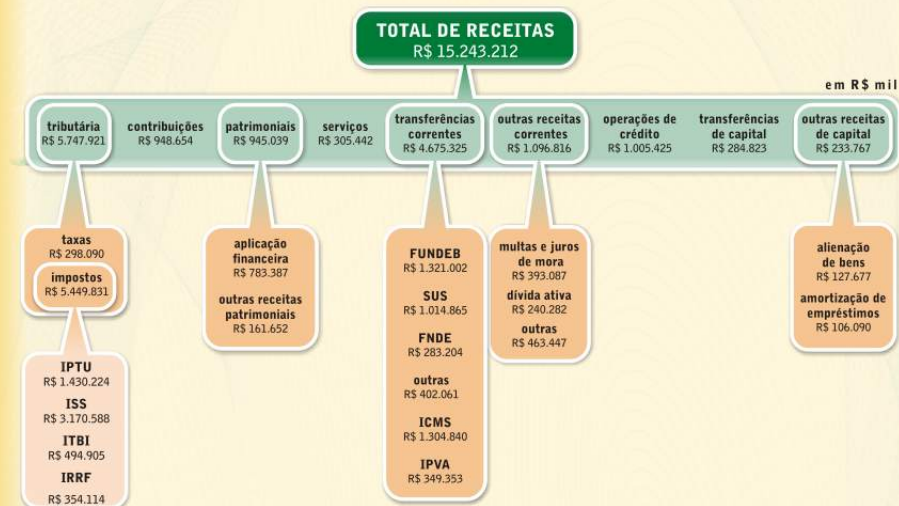 TOTAL DE RECEITAS
R$ 15.243.212
em R$ mil
tributária
R$ 5.747.921
contribuições
R$ 948.654
patrimoniais
R$ 945.039
serviços
R$ 305.442
transferências
correntes
R$ 4.675.325
outras receitas
correntes
R$ 1.096.816
operações de
crédito
R$ 1.005.425
transferências
de capital
R$ 284.823
outras receitas
de capital
R$ 233.767
taxas
R$ 298.090
impostos
R$ 5.449.831
IPTU
R$ 1.430.224
ISS
R$ 3.170.588
ITBI
R$ 494.905
IRRF
R$ 354.114
aplicação
financeira
R$ 783.387
outras receitas
patrimoniais
R$ 161.652
FUNDEB
R$ 1.321.002
SUS
R$ 1.014.865
FNDE
R$ 283.204
outras
R$ 402.061
ICMS
R$ 1.304.840
IPVA
R$ 349.353
multas e juros
de mora
R$ 393.087
dívida ativa
R$ 240.282
outras
R$ 463.447
alienação
de bens
R$ 127.677
amortização de
empréstimos
R$ 106.090